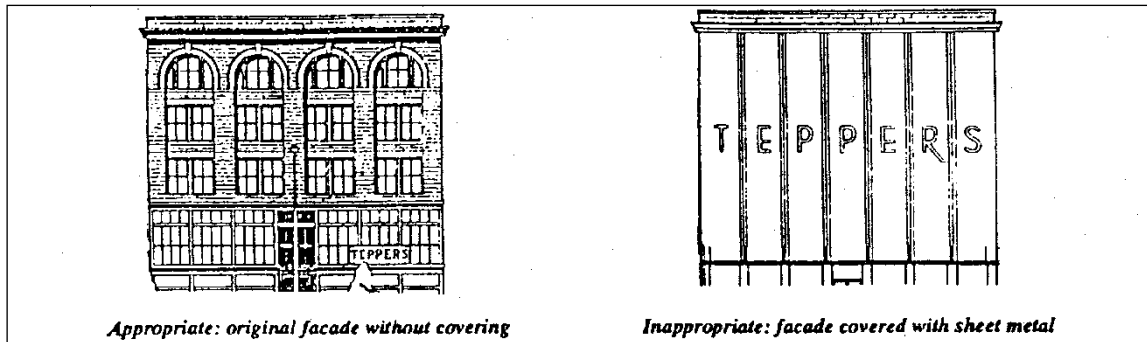 TEPPERS
TEPPERS
Appropriate: original facade without covering
Inappropriate: facade covered with sheet metal